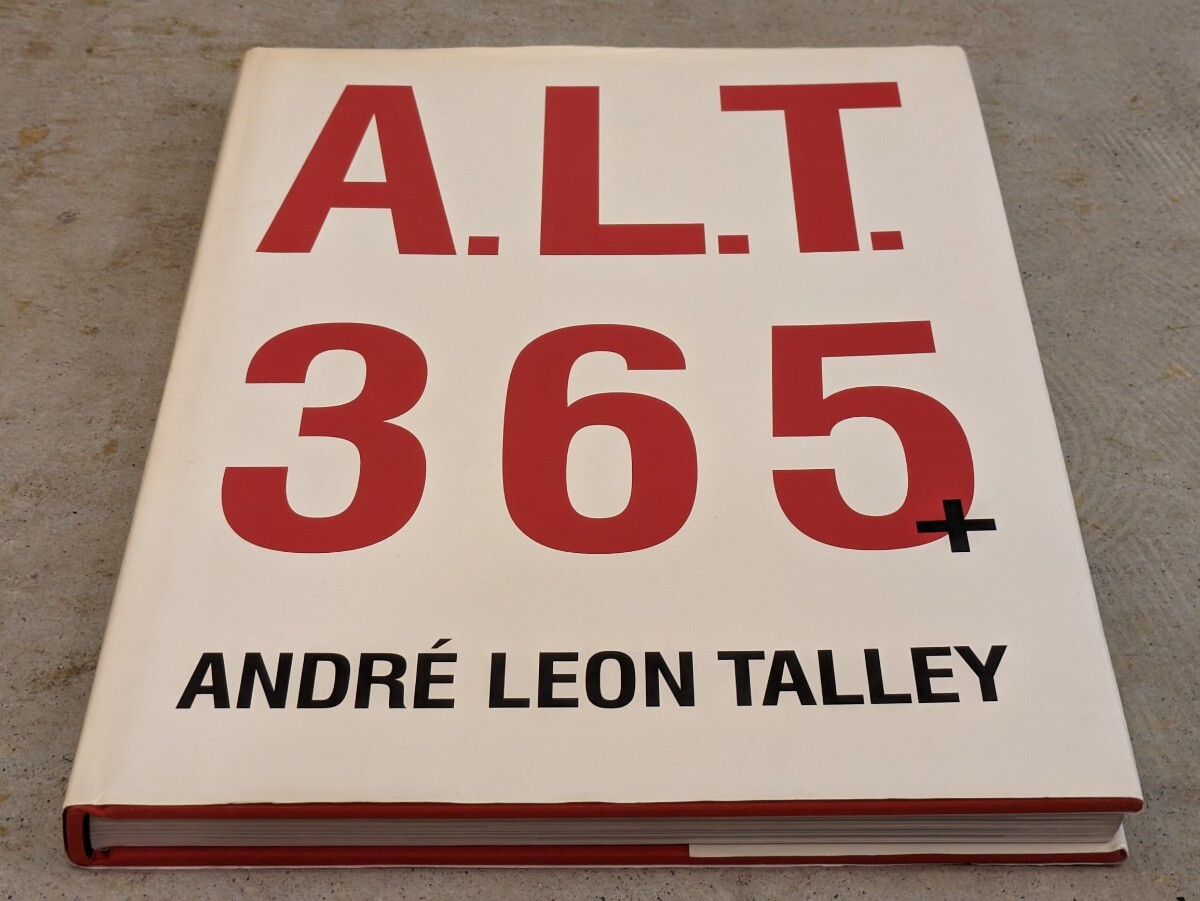 A.L.T.
365+
ANDRÉ LEON TALLEY